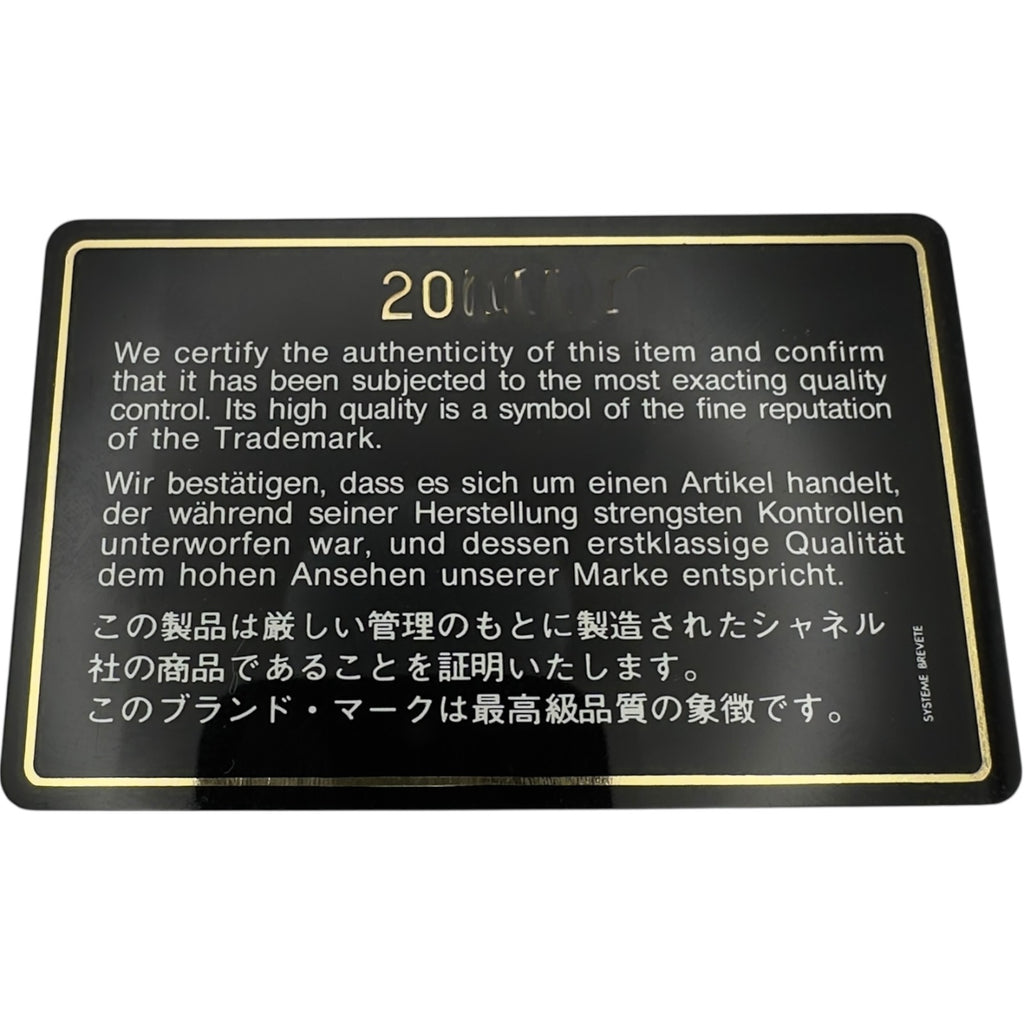 20
We certify the authenticity of this item and confirm
that it has been subjected to the most exacting quality
control. Its high quality is a symbol of the fine reputation
of the Trademark.
Wir bestätigen, dass es sich um einen Artikel handelt,
der während seiner Herstellung strengsten Kontrollen
unterworfen war, und dessen erstklassige Qualität
dem hohen Ansehen unserer Marke entspricht.
この製品は厳しい管理のもとに製造されたシャネル
社の商品であることを証明いたします。
このブランド・マークは最高級品質の象徴です。
SYSTEME BREVETE